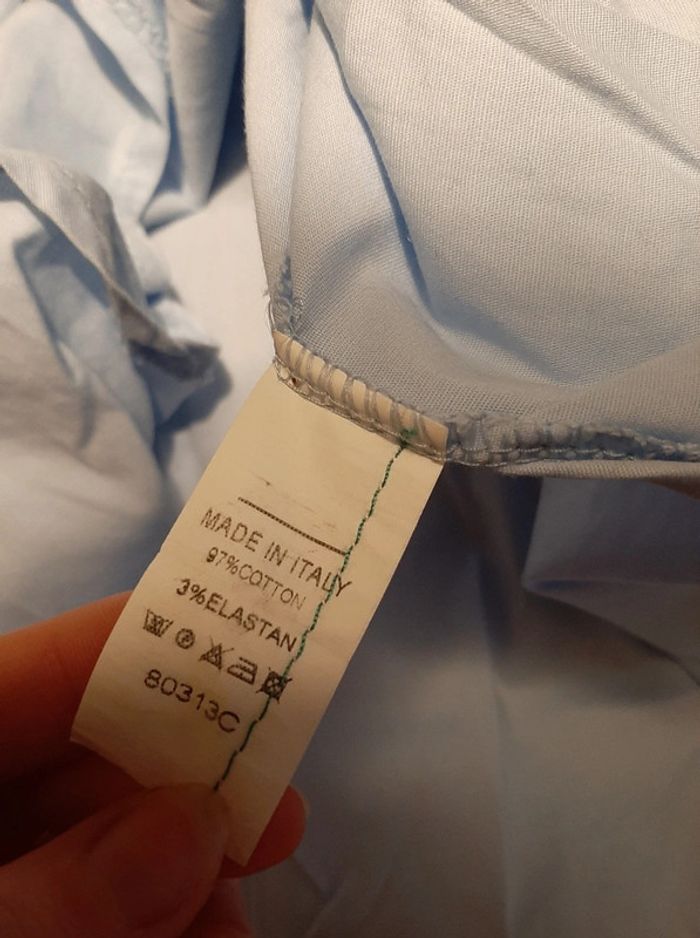 MADE IN ITALY
97%COTTON
3%ELASTAN
80313C